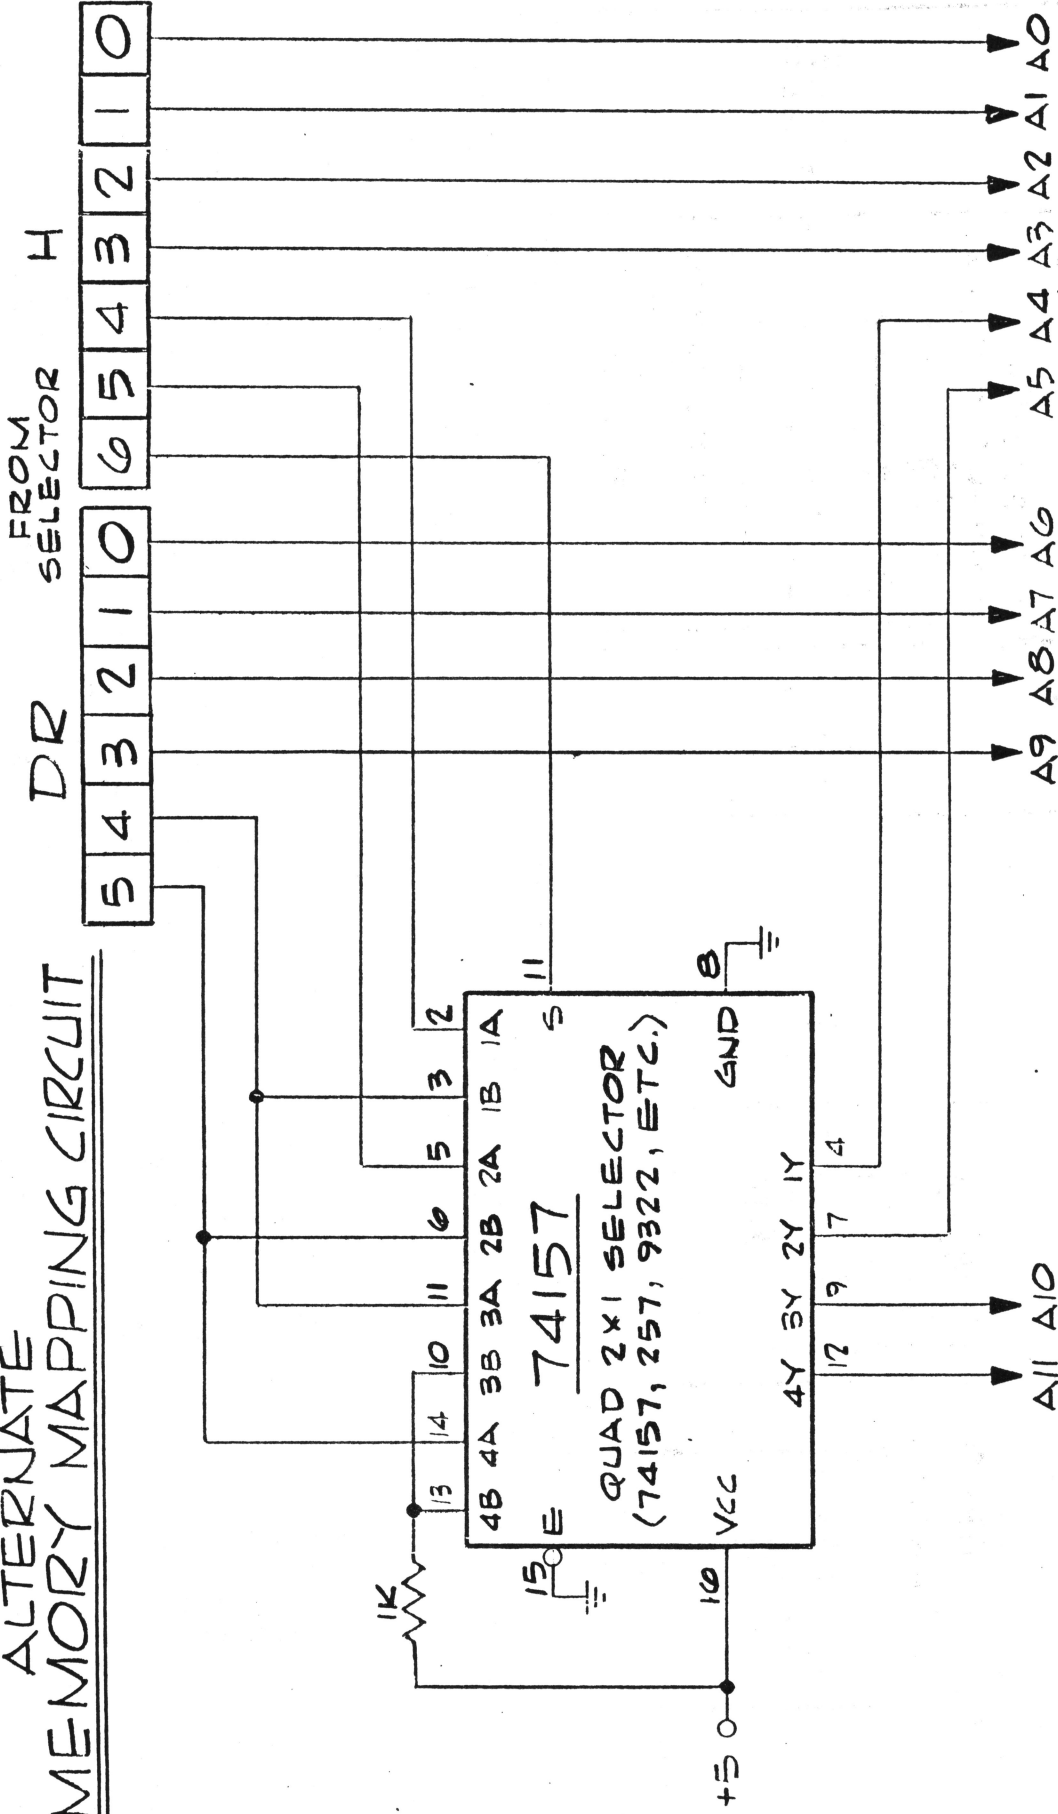 ALTERNATE
MEMORY MAPPING CIRCUIT
DR
FROM
SELECTOR
H
5 4 3 2 1 0
6 5 4 3 2 1 0
1K
13 14 10 11 6 5 3 2
4B 4A 3B 3A 2B 2A 1B 1A
15 E
S 11
74157
QUAD 2X1 SELECTOR
(74157, 257, 9322, ETC.)
+5
16
VCC
GND
8
4Y 3Y 2Y 1Y
12 9 7 4
A11 A10 A9 A8 A7 A6 A5 A4 A3 A2 A1 A0